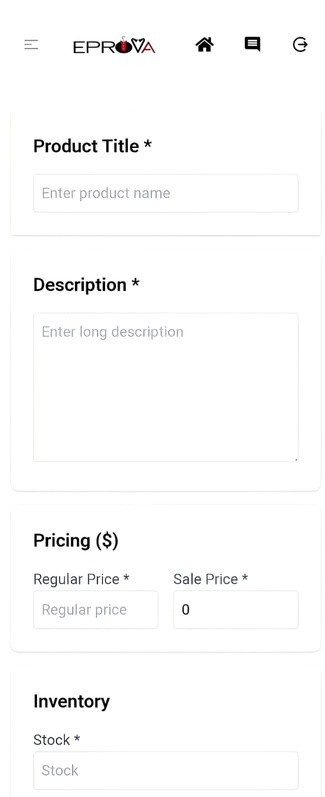 EPROVA
Product Title *
Enter product name
Description *
Enter long description
Pricing ($)
Regular Price *
Sale Price *
Regular price
0
Inventory
Stock *
Stock